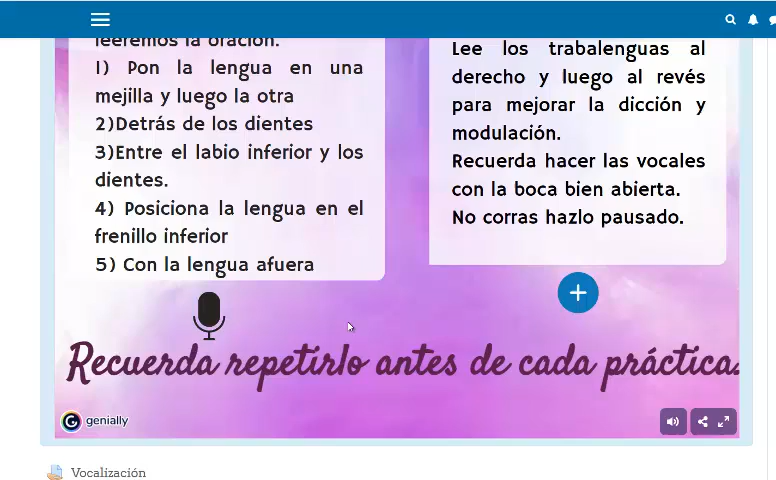 leeremos la oración.
1) Pon la lengua en una
mejilla y luego la otra
2)Detrás de los dientes
3)Entre el labio inferior y los
dientes.
4) Posiciona la lengua en el
frenillo inferior
5) Con la lengua afuera
Lee los trabalenguas al
derecho y luego al revés
para mejorar la dicción y
modulación.
Recuerda hacer las vocales
con la boca bien abierta.
No corras hazlo pausado.
Recuerda repetirlo antes de cada práctica.
genially
Vocalización